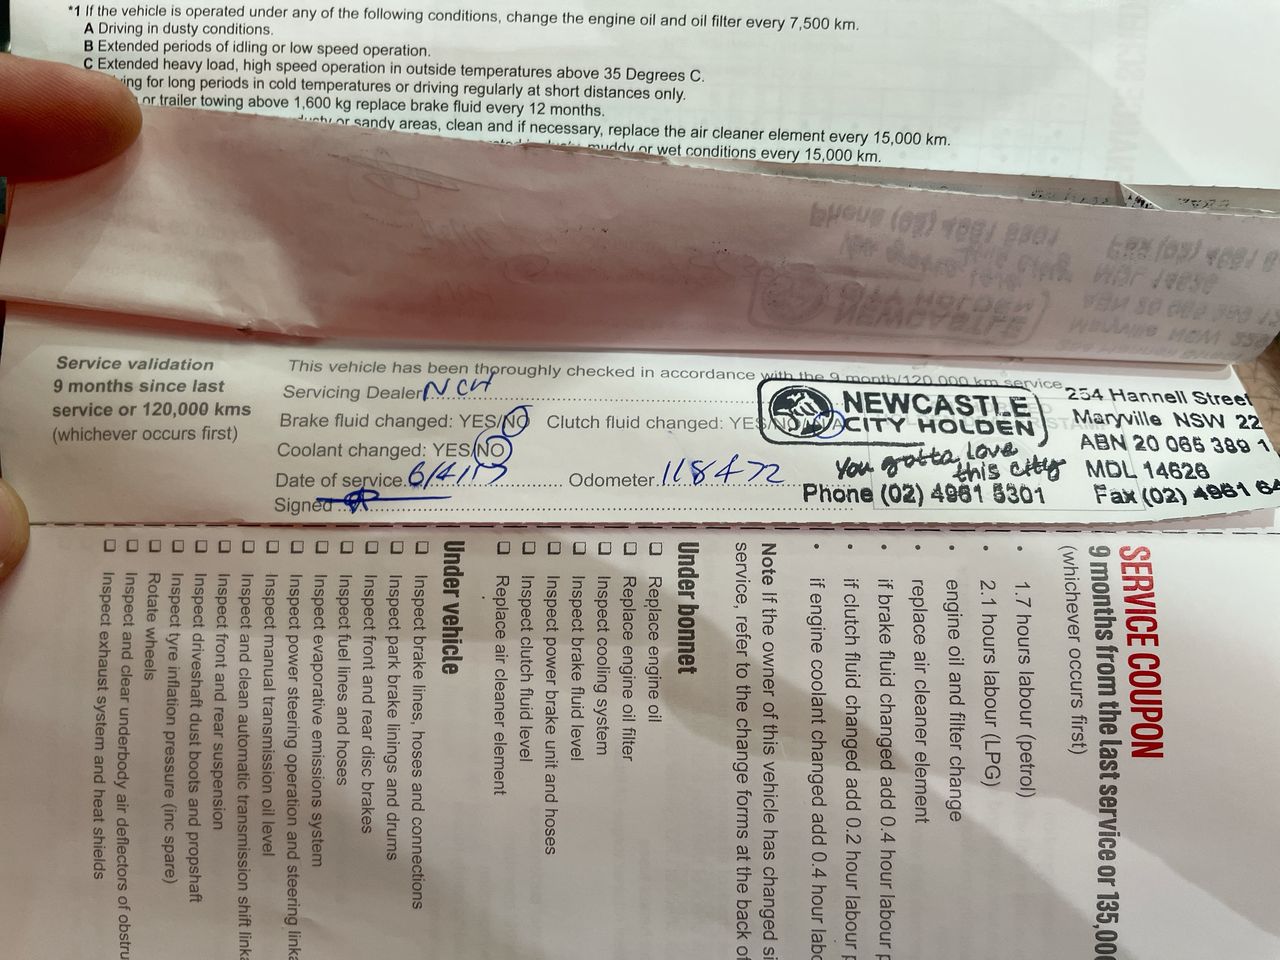 *1 If the vehicle is operated under any of the following conditions, change the engine oil and oil filter every 7,500 km.
A Driving in dusty conditions.
B Extended periods of idling or low speed operation.
C Extended heavy load, high speed operation in outside temperatures above 35 Degrees C.
for long periods in cold temperatures or driving regularly at short distances only.
or trailer towing above 1,600 kg replace brake fluid every 12 months.
or sandy areas, clean and if necessary, replace the air cleaner element every 15,000 km.
muddy or wet conditions every 15,000 km.
Service validation
9 months since last
service or 120,000 kms
(whichever occurs first)
This vehicle has been thoroughly checked in accordance with the 9 month/120,000 km service
Servicing Dealer NCH
Brake fluid changed: YES/NO Clutch fluid changed: YES/NO/NA
Coolant changed: YES/NO
Date of service Odometer 118472
Signed
NEWCASTLE
CITY HOLDEN
You gotta love
this city
Phone (02) 4961 5301
254 Hannell Street
Maryville NSW 22
ABN 20 065 389 1
MDL 14626
Fax (02) 4961 64
SERVICE COUPON
9 months from the last service or 135,00
(whichever occurs first)
• 1.7 hours labour (petrol)
• 2.1 hours labour (LPG)
• engine oil and filter change
• replace air cleaner element
• if brake fluid changed add 0.4 hour labour
• if clutch fluid changed add 0.2 hour labour
• if engine coolant changed add 0.4 hour
Note If the owner of this vehicle has changed
service, refer to the change forms at the back of
Under bonnet
❏ Replace engine oil
❏ Replace engine oil filter
❏ Inspect cooling system
❏ Inspect brake fluid level
❏ Inspect power brake unit and hoses
❏ Inspect clutch fluid level
❏ Replace air cleaner element
Under vehicle
❏ Inspect brake lines, hoses and connections
❏ Inspect park brake linings and drums
❏ Inspect front and rear disc brakes
❏ Inspect fuel lines and hoses
❏ Inspect evaporative emissions system
❏ Inspect power steering operation and steering
❏ Inspect manual transmission oil level
❏ Inspect and clean automatic transmission shift
❏ Inspect front and rear suspension
❏ Inspect driveshaft dust boots and propshaft
❏ Inspect tyre inflation pressure (inc spare)
❏ Rotate wheels
❏ Inspect and clear underbody air deflectors of
❏ Inspect exhaust system and heat shields